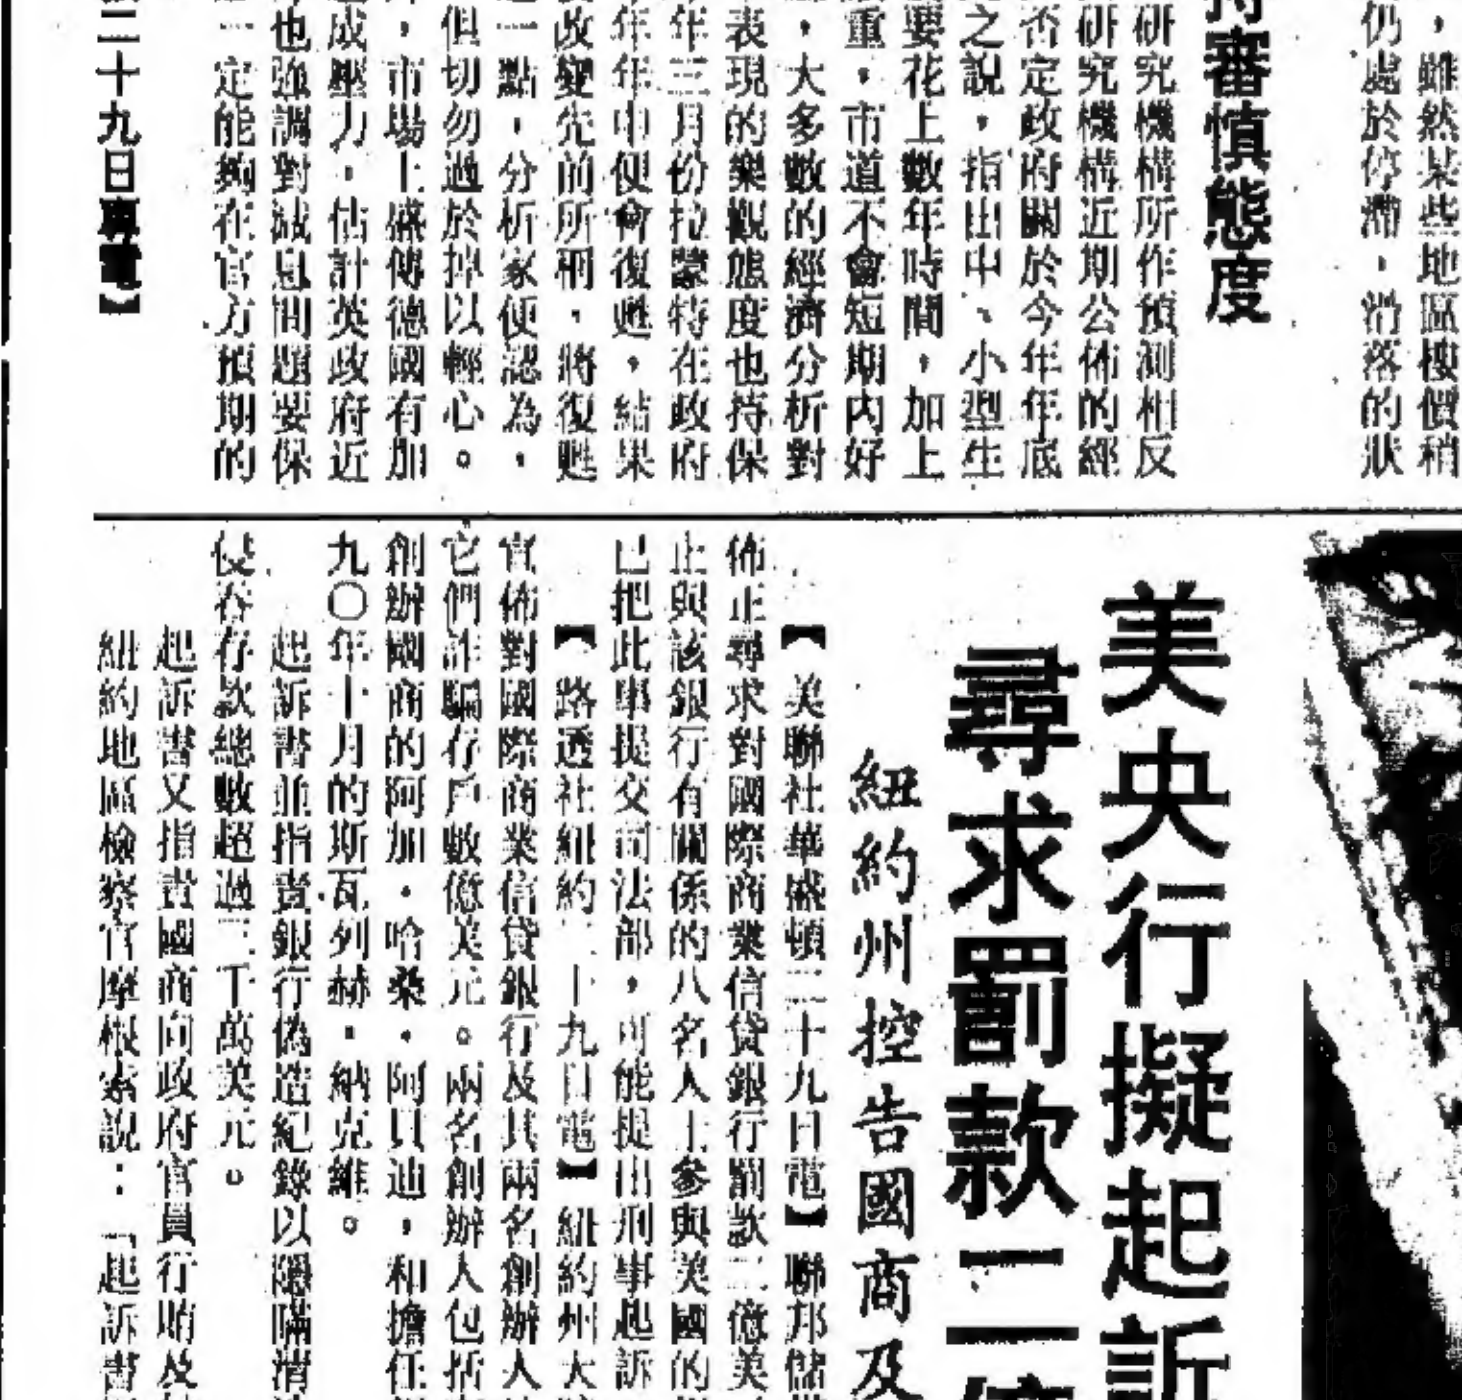 ，雖然某些地區樓價稍
仍處於停滯，滑落的狀
持審慎態度
研究機構所作預測相反
研究機構近期公佈的經
否定政府關於今年年底
之說，指出中、小型生
要花上數年時間，加上
重，市道不會短期內好
，大多數的經濟分析對
表現的樂觀態度也持保
年三月份拉蒙特在政府
年年中便會復甦，結果
改變先前所稱，將復甦
一點，分析家便認為，
但切勿過於掉以輕心。
，市場上盛傳德國有加
成壓力，估計英政府近
也強調對減息問題要保
一定能夠在官方預期的
二十九日專電】
美央行擬起訴
尋求罰款二億
紐約州控告國商及
【美聯社華盛頓二十九日電】聯邦儲
佈正尋求對國際商業信貸銀行罰款二億美
止與該銀行有關係的八名人士參與美國的
已把此事提交司法部，可能提出刑事起訴
【路透社紐約二十九日電】紐約州大
宣佈對國際商業信貸銀行及其兩名創辦人
它們詐騙存戶數億美元。兩名創辦人包括
創辦國商的阿加．哈桑．阿貝迪，和擔任
九〇年十月的斯瓦列赫．納克維。
起訴書並指責銀行偽造紀錄以隱瞞
侵吞存款總數超過三千萬美元。
起訴書又指責國商向政府官員行賄及
紐約地區檢察官摩根索說：「起訴書